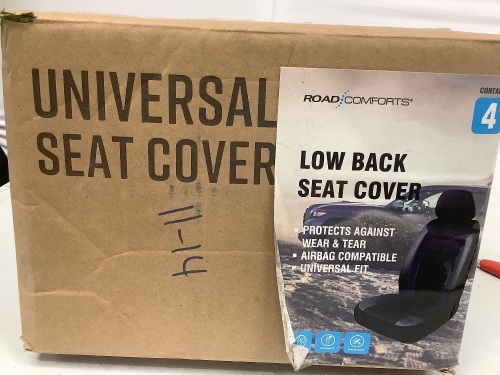 UNIVERSAL
SEAT COVER
11-14
ROAD COMFORTS®
CONTA
4
LOW BACK
SEAT COVER
• PROTECTS AGAINST
WEAR & TEAR
• AIRBAG COMPATIBLE
• UNIVERSAL FIT